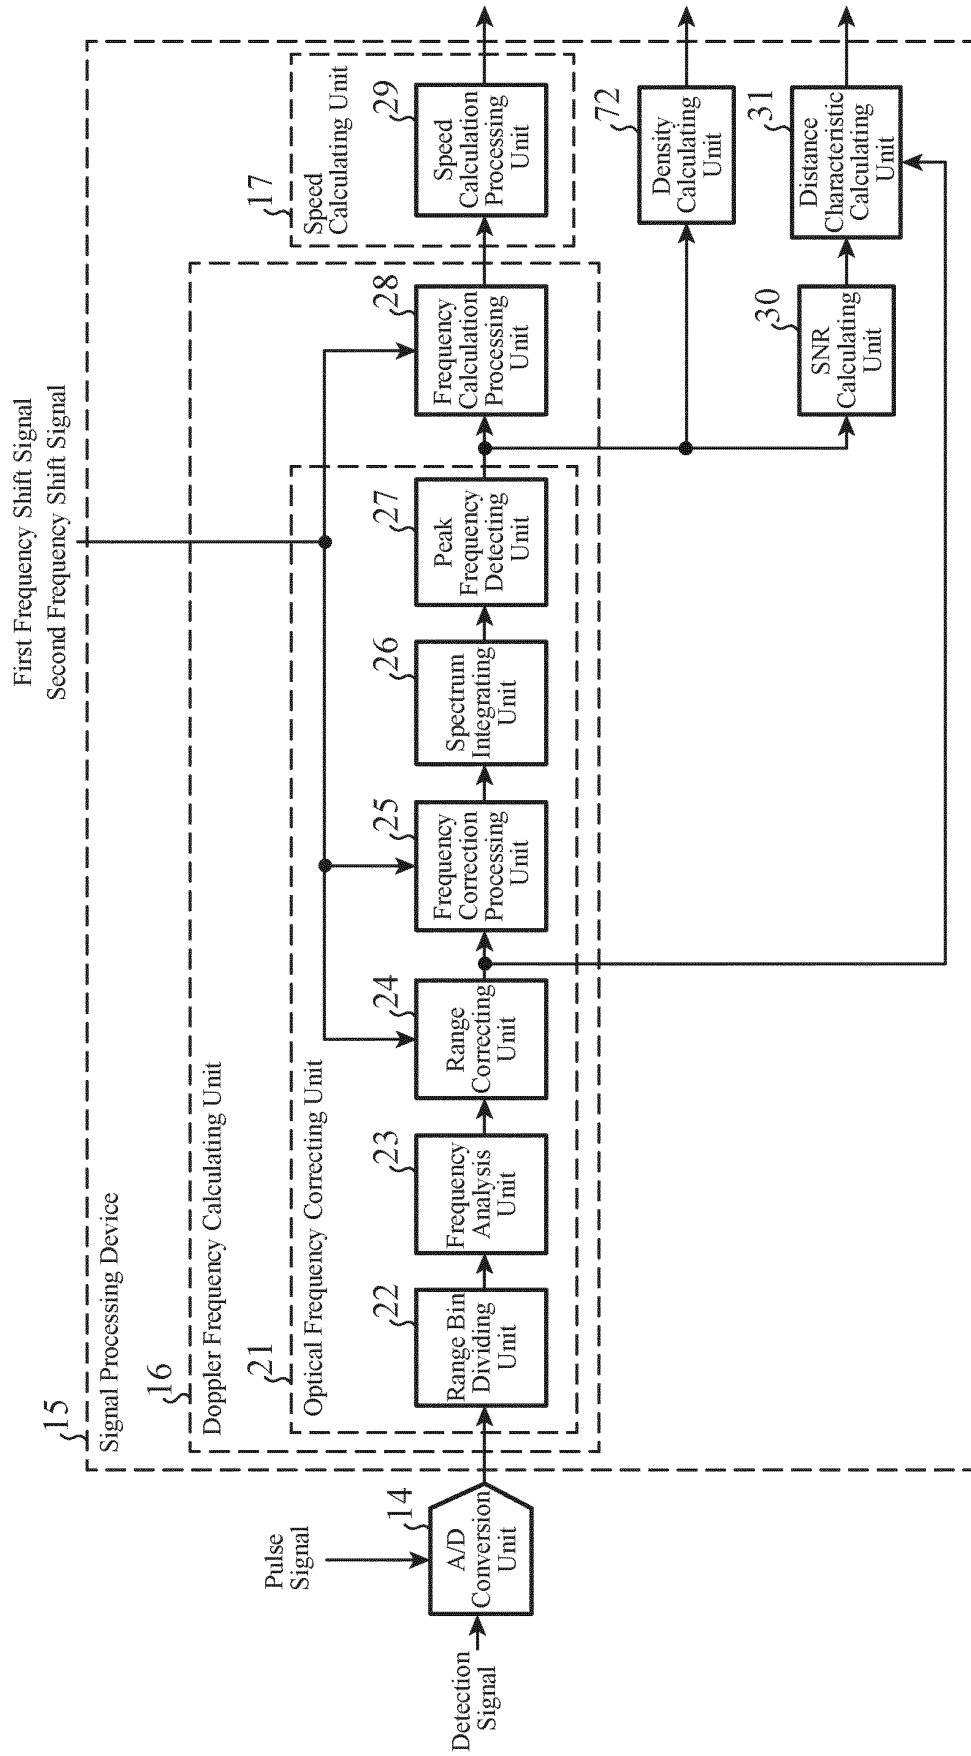 First Frequency Shift Signal
Second Frequency Shift Signal
15
Signal Processing Device
16
Doppler Frequency Calculating Unit
21
Optical Frequency Correcting Unit
17
Speed
Calculating Unit
Pulse
Signal
Detection
Signal
14
A/D
Conversion
Unit
22
Range Bin
Dividing
Unit
23
Frequency
Analysis
Unit
24
Range
Correcting
Unit
25
Frequency
Correction
Processing
Unit
26
Spectrum
Integrating
Unit
27
Peak
Frequency
Detecting
Unit
28
Frequency
Calculation
Processing
Unit
29
Speed
Calculation
Processing
Unit
72
Density
Calculating
Unit
30
SNR
Calculating
Unit
31
Distance
Characteristic
Calculating
Unit